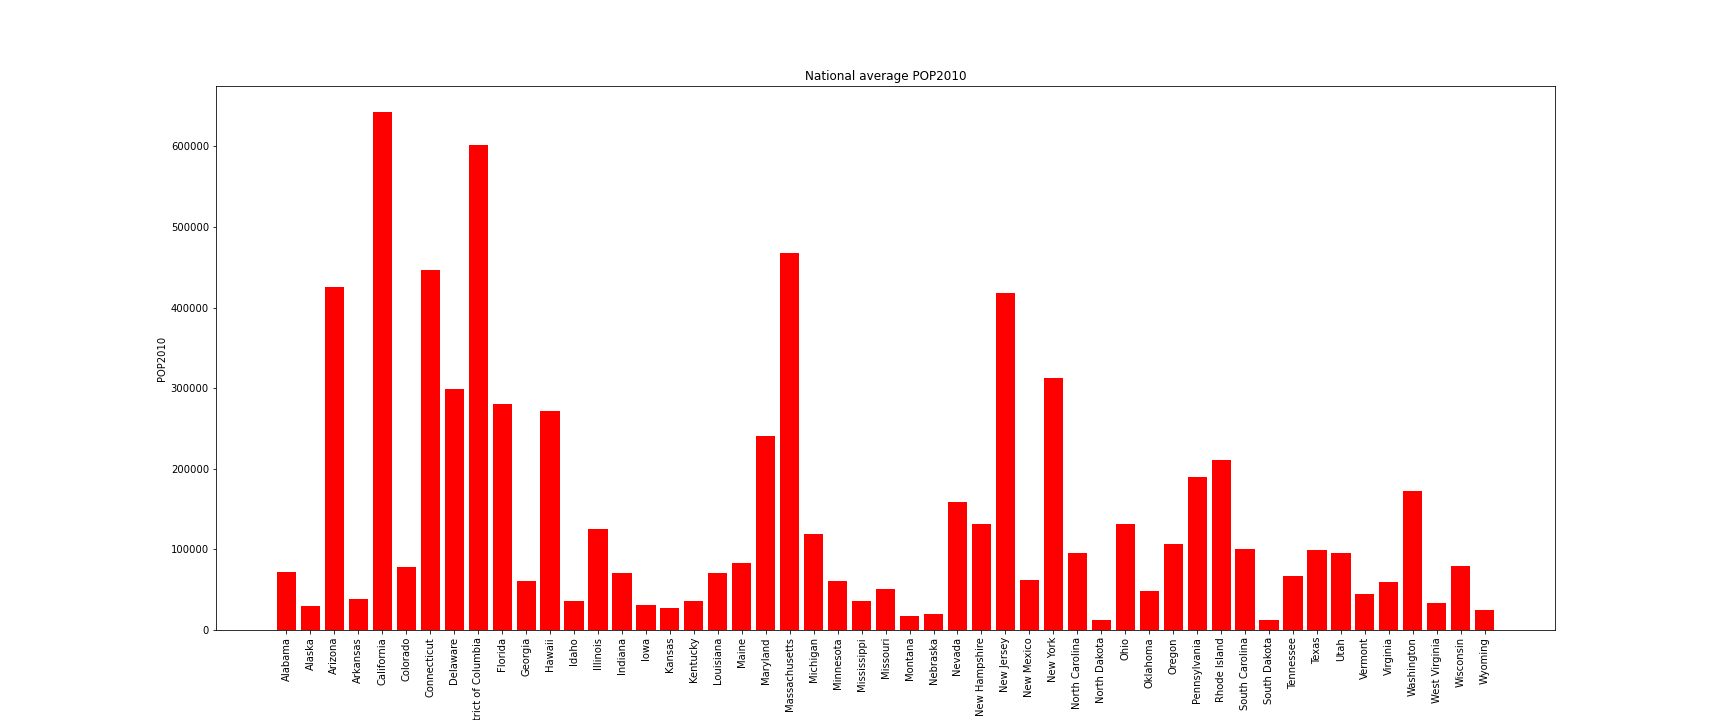 National average POP2010
POP2010
600000
500000
400000
300000
200000
100000
0
Alabama
Alaska
Arizona
Arkansas
California
Colorado
Connecticut
Delaware
trict of Columbia
Florida
Georgia
Hawaii
Idaho
Illinois
Indiana
Iowa
Kansas
Kentucky
Louisiana
Maine
Maryland
Massachusetts
Michigan
Minnesota
Mississippi
Missouri
Montana
Nebraska
Nevada
New Hampshire
New Jersey
New Mexico
New York
North Carolina
North Dakota
Ohio
Oklahoma
Oregon
Pennsylvania
Rhode Island
South Carolina
South Dakota
Tennessee
Texas
Utah
Vermont
Virginia
Washington
West Virginia
Wisconsin
Wyoming